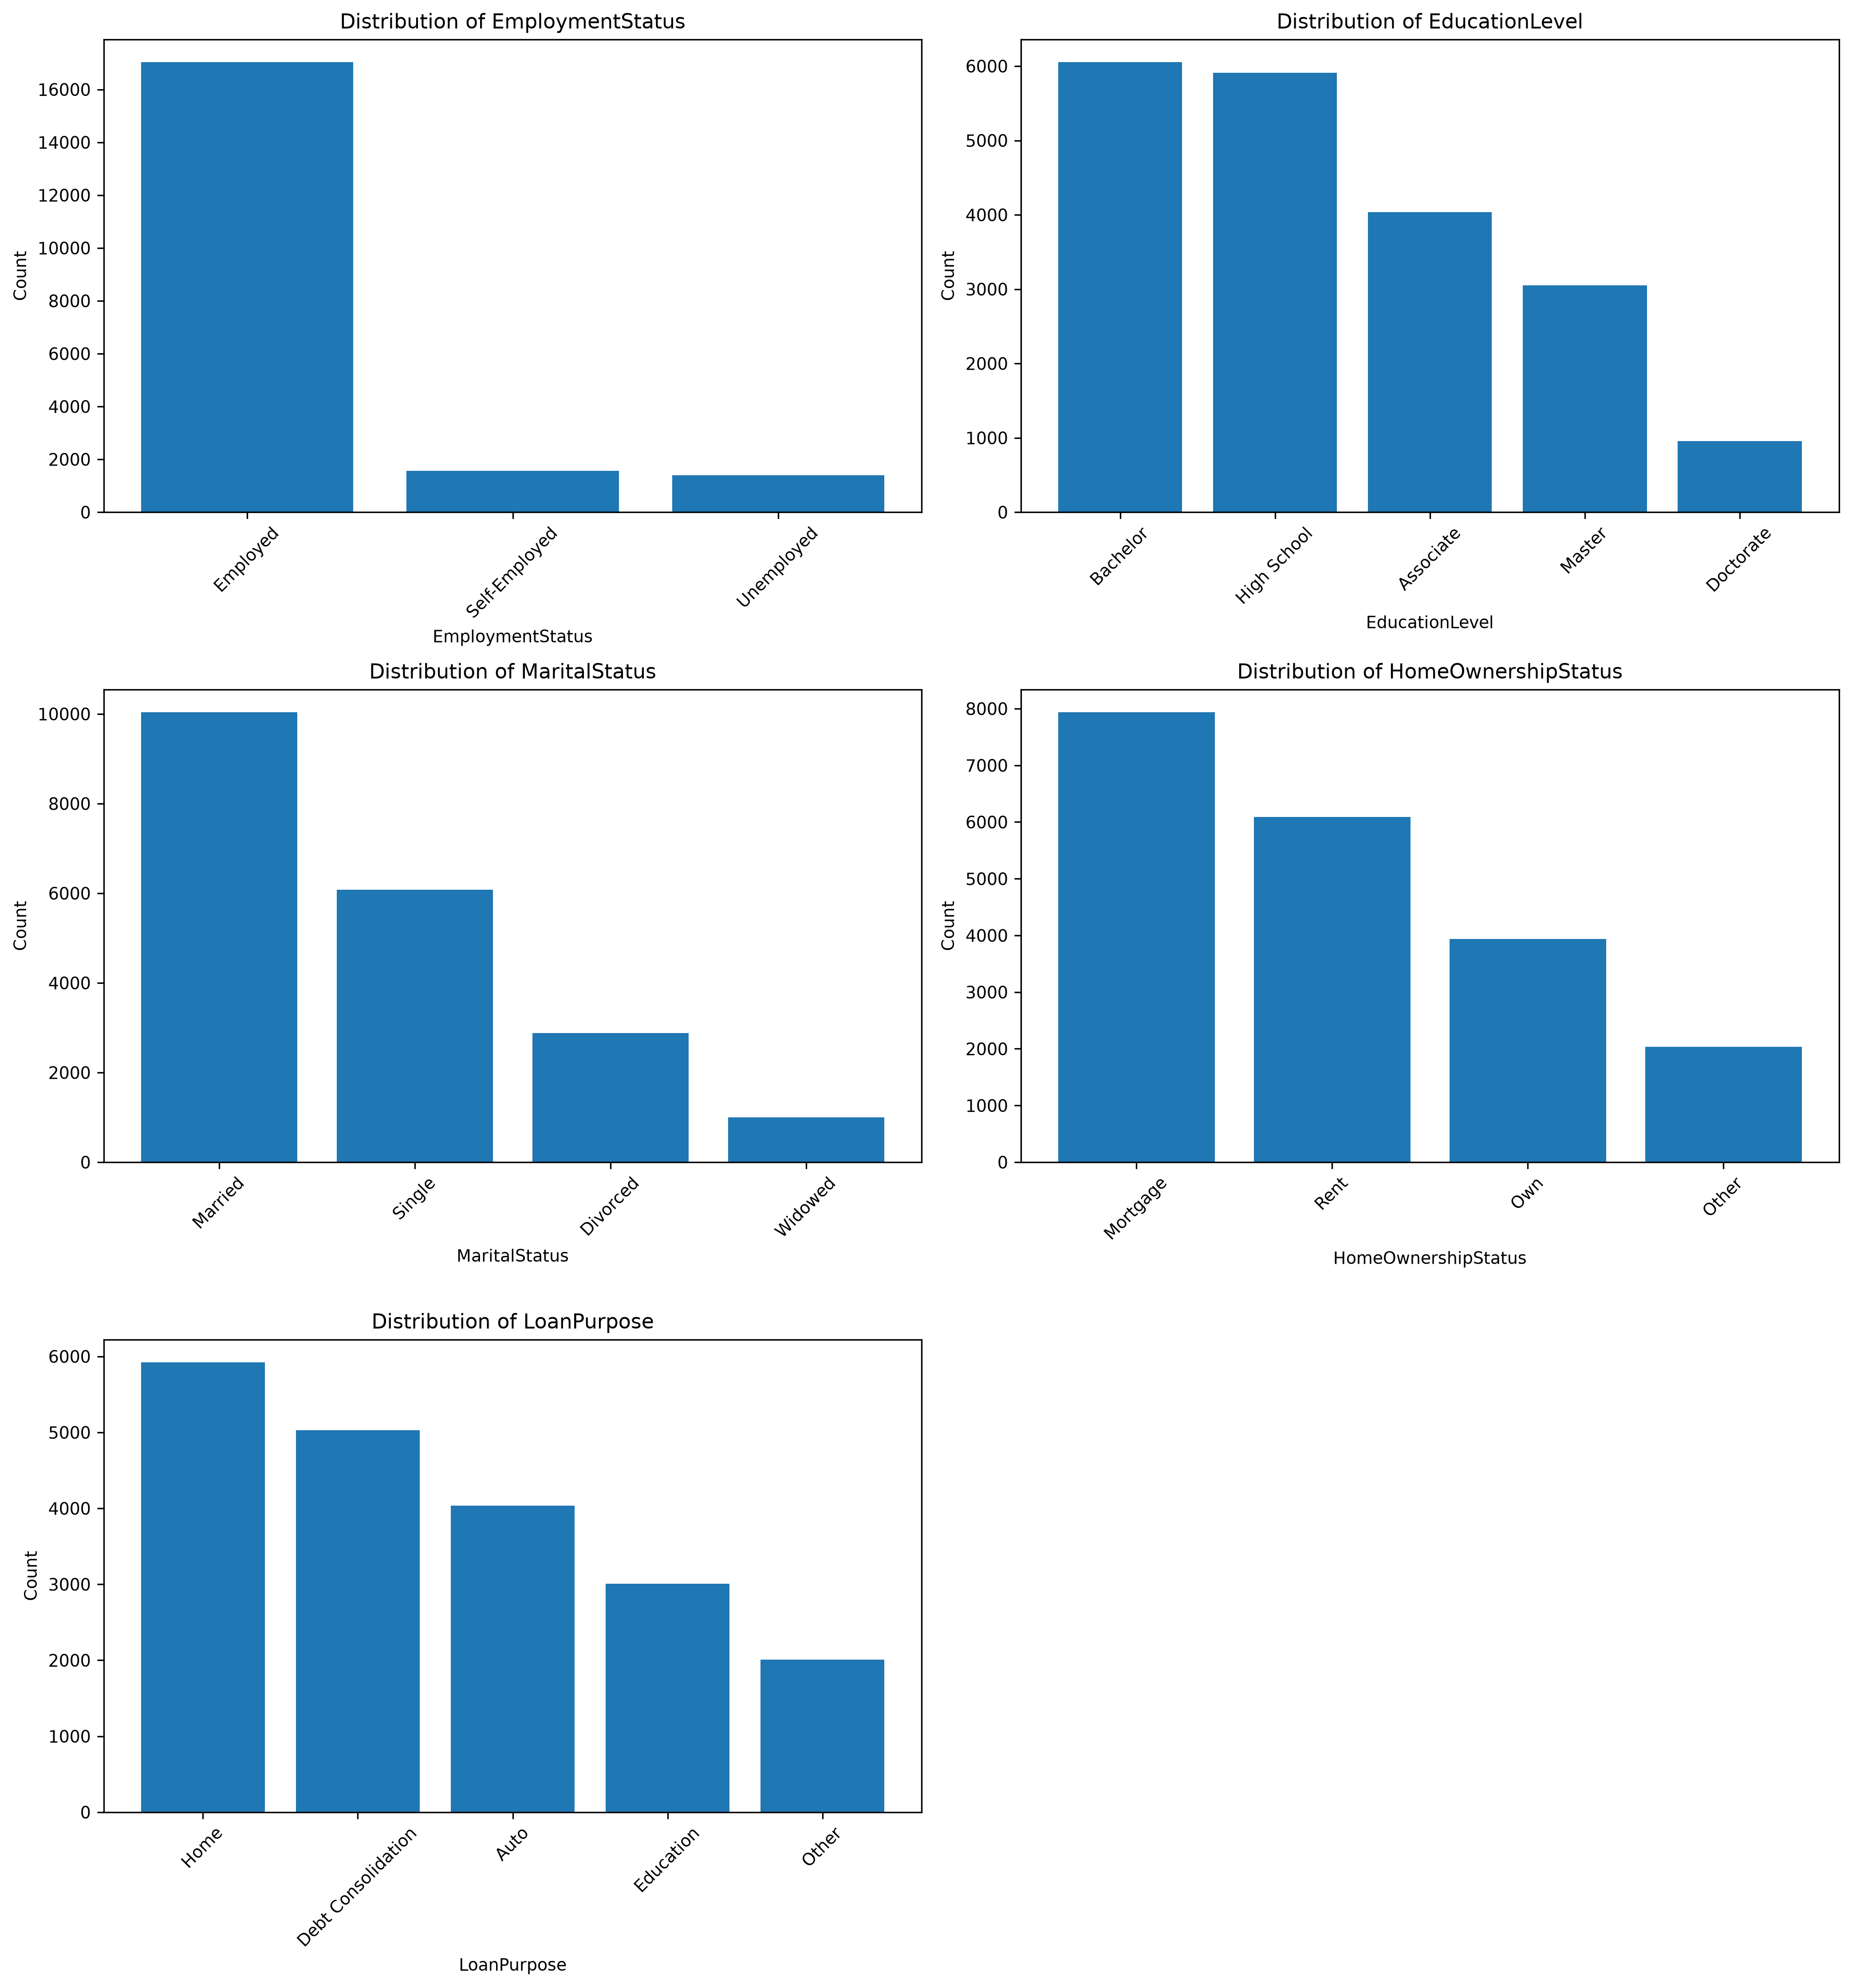 Distribution of EmploymentStatus
Count
16000
14000
12000
10000
8000
6000
4000
2000
0
Employed
Self-Employed
Unemployed
EmploymentStatus
Distribution of EducationLevel
Count
6000
5000
4000
3000
2000
1000
0
Bachelor
High School
Associate
Master
Doctorate
EducationLevel
Distribution of MaritalStatus
Count
10000
8000
6000
4000
2000
0
Married
Single
Divorced
Widowed
MaritalStatus
Distribution of HomeOwnershipStatus
Count
8000
7000
6000
5000
4000
3000
2000
1000
0
Mortgage
Rent
Own
Other
HomeOwnershipStatus
Distribution of LoanPurpose
Count
6000
5000
4000
3000
2000
1000
0
Home
Debt Consolidation
Auto
Education
Other
LoanPurpose